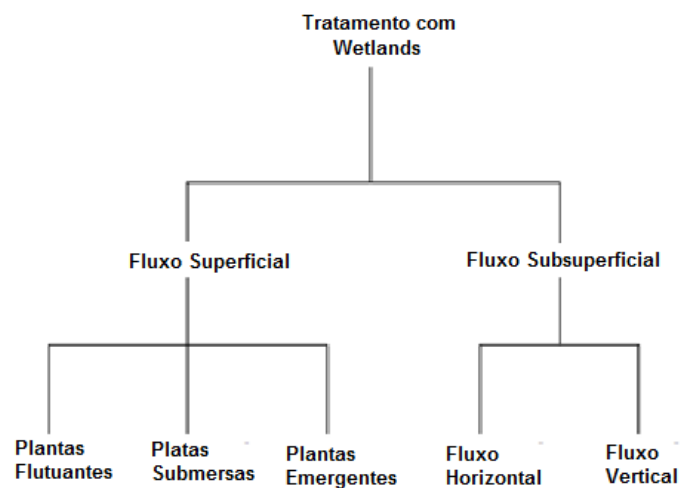 Tratamento com
Wetlands
Fluxo Superficial
Fluxo Subsuperficial
Plantas
Flutuantes
Platas
Submersas
Plantas
Emergentes
Fluxo
Horizontal
Fluxo
Vertical